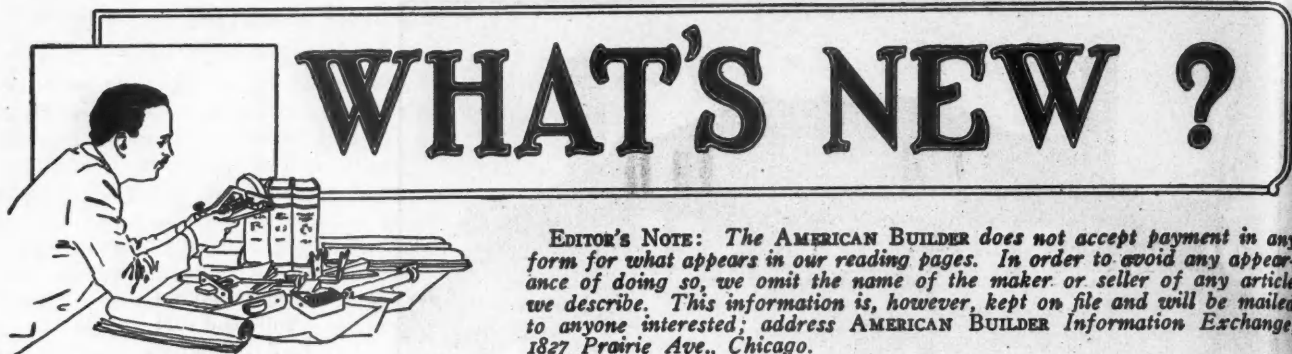 WHAT'S NEW ?
EDITOR'S NOTE: The AMERICAN BUILDER does not accept payment in any
form for what appears in our reading pages. In order to avoid any appear-
ance of doing so, we omit the name of the maker or seller of any article
we describe. This information is, however, kept on file and will be mailed
to anyone interested; address AMERICAN BUILDER Information Exchange,
1827 Prairie Ave., Chicago.